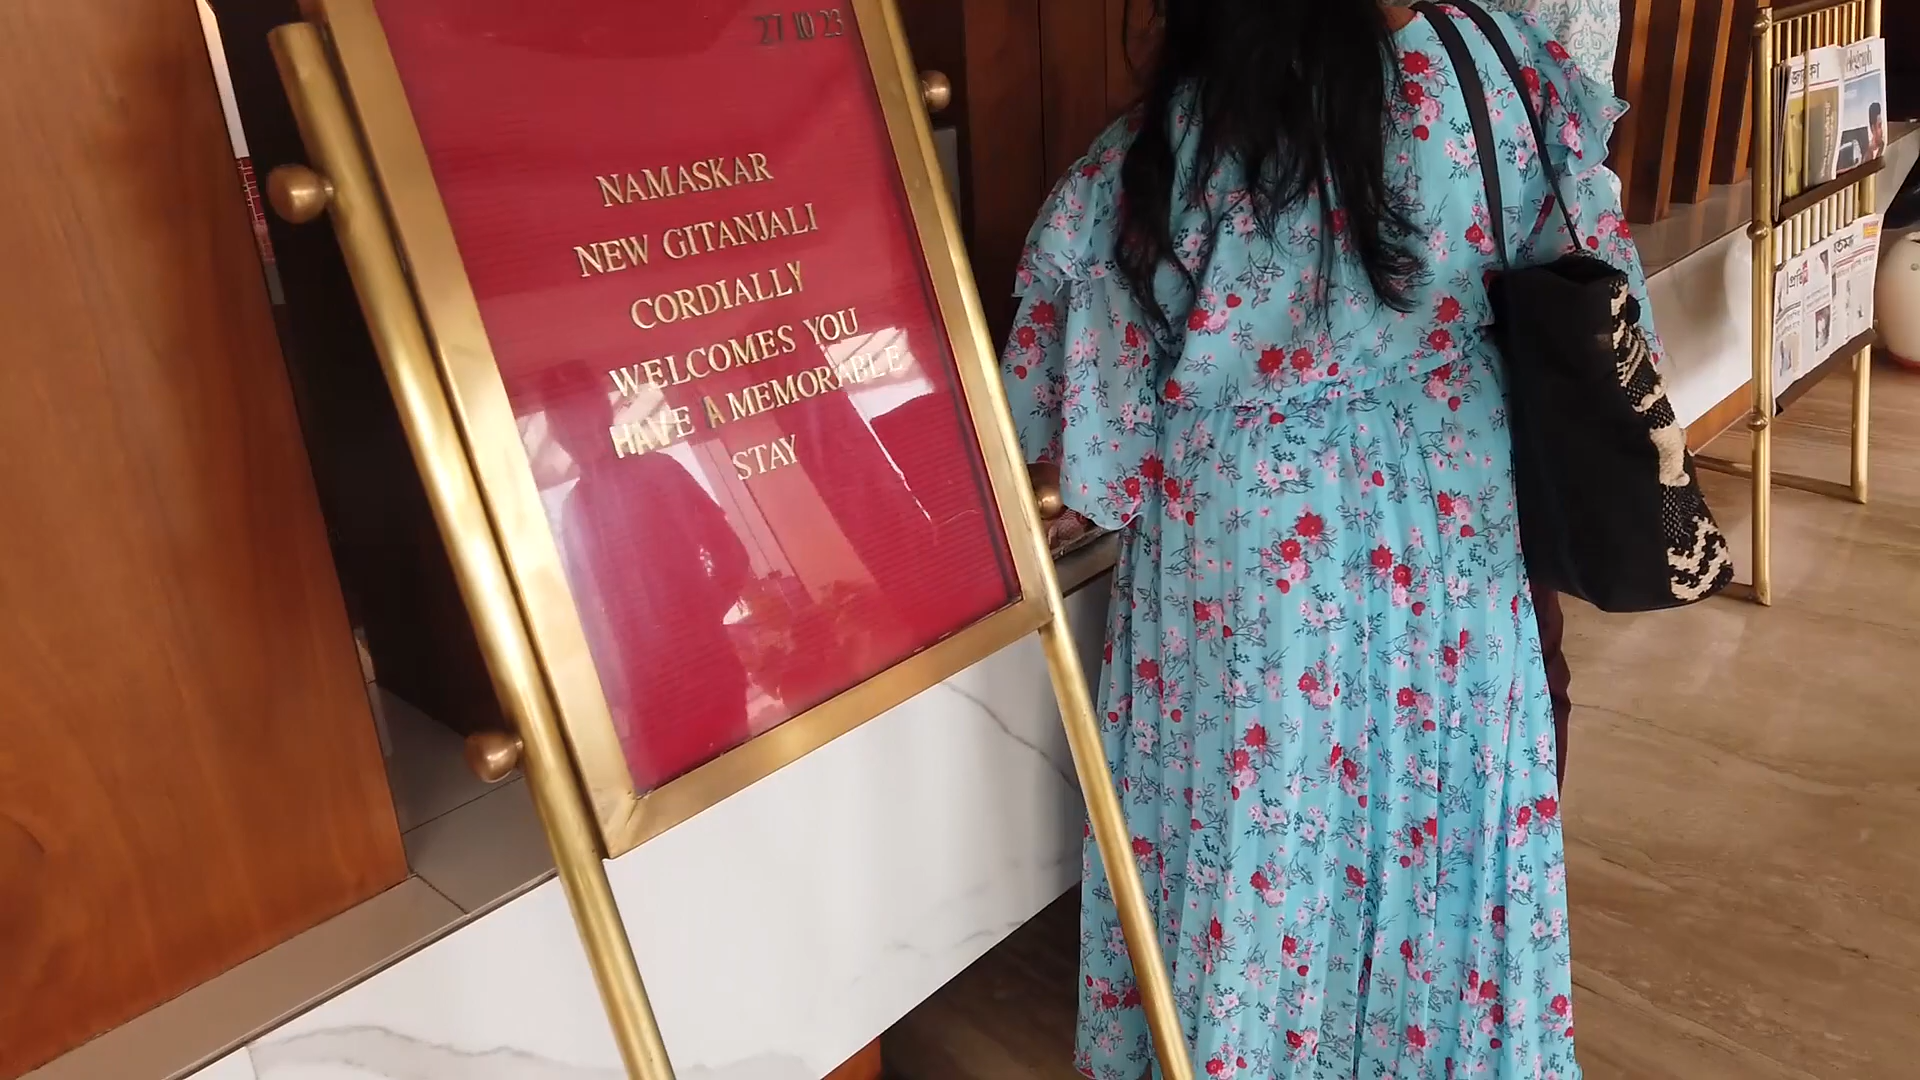 27 10 23
NAMASKAR
NEW GITANJALI
CORDIALLY
WELCOMES YOU
HAVE A MEMORABLE
STAY